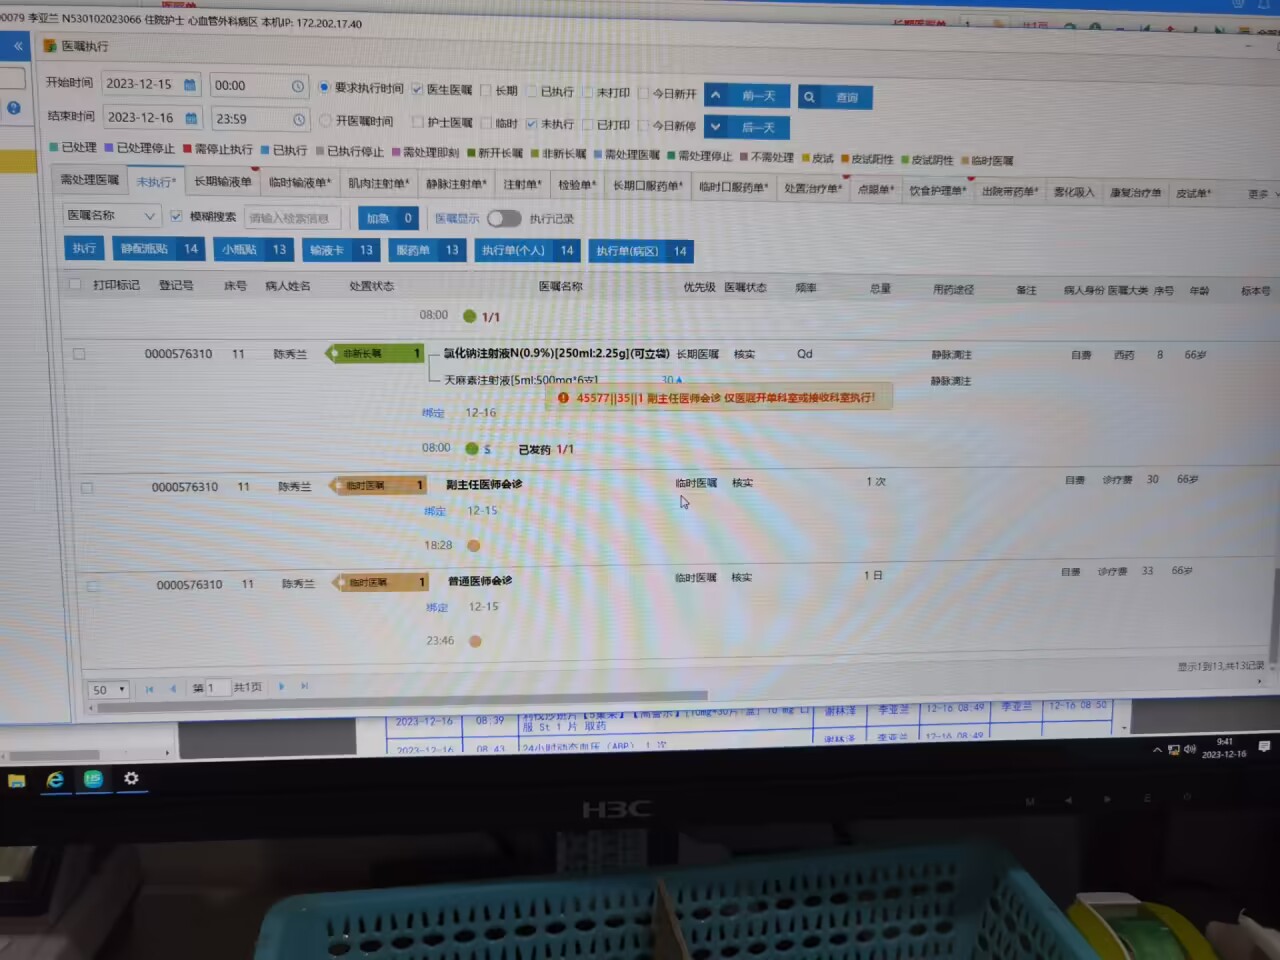 0079 李亚兰 N530102023066 住院护士 心血管外科病区 本机IP: 172.202.17.40
医嘱执行
开始时间 2023-12-15 00:00 要求执行时间 医生医嘱 长期 已执行 未打印 今日新开 前一天 查询
结束时间 2023-12-16 23:59 开医嘱时间 护士医嘱 临时 未执行 已打印 今日新停 后一天
已处理 已处理停止 需停止执行 已执行 已执行停止 需处理即刻 新开长嘱 非新长嘱 需处理医嘱 需处理停止 不需处理 皮试 皮试阳性 皮试阴性 临时医嘱
需处理医嘱 未执行* 长期输液单 临时输液单* 肌肉注射单* 静脉注射单* 注射单* 检验单* 长期口服药单* 临时口服药单* 处置治疗单* 点眼单* 饮食护理单* 出院带药单* 雾化吸入 康复治疗单 皮试单* 更多
医嘱名称 模糊搜索 请输入检索信息 加急 0 医嘱显示 执行记录
执行 静配瓶贴 14 小瓶贴 13 输液卡 13 服药单 13 执行单(个人) 14 执行单(病区) 14
打印标记 登记号 床号 病人姓名 处置状态 医嘱名称 优先级 医嘱状态 频率 总量 用药途径 备注 病人身份 医嘱大类 序号 年龄 标本号
08:00 1/1
0000576310 11 陈秀兰 非新长嘱 1 氯化钠注射液N(0.9%)[250ml:2.25g](可立袋) 长期医嘱 核实 Qd 静脉滴注 自费 西药 8 66岁
天麻素注射液[5ml:500mg*6支] 30 静脉滴注
45577||35||1 副主任医师会诊 仅医嘱开单科室或接收科室执行!
绑定 12-16
08:00 S 已发药 1/1
0000576310 11 陈秀兰 临时医嘱 1 副主任医师会诊 临时医嘱 核实 1 次 自费 诊疗费 30 66岁
绑定 12-15
18:28
0000576310 11 陈秀兰 临时医嘱 1 普通医师会诊 临时医嘱 核实 1 日 自费 诊疗费 33 66岁
绑定 12-15
23:46
50 第 1 共1页 显示1到13,共13记录
2023-12-16 08:39 服 St 1 片 取药 谢林泽 李亚兰 12-16 08:49 李亚兰 12-16 08:50
2023-12-16 08:43 24小时动态血压 (ABP) 1 次 谢林泽 李亚兰 12-16 08:49
9:41
2023-12-16
H3C